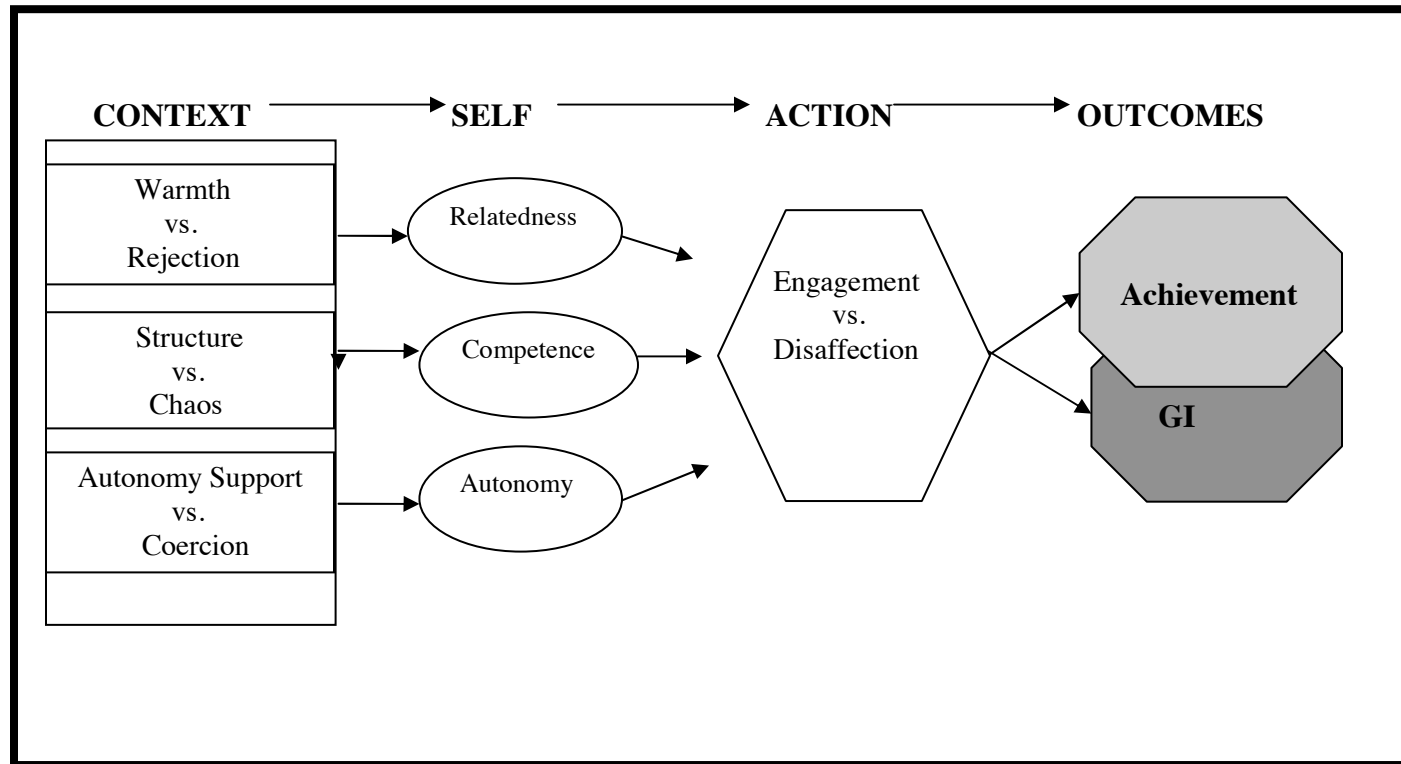 CONTEXT SELF ACTION OUTCOMES
Warmth
vs.
Rejection
Relatedness
Structure
vs.
Chaos
Competence
Autonomy Support
vs.
Coercion
Autonomy
Engagement
vs.
Disaffection
Achievement
GI